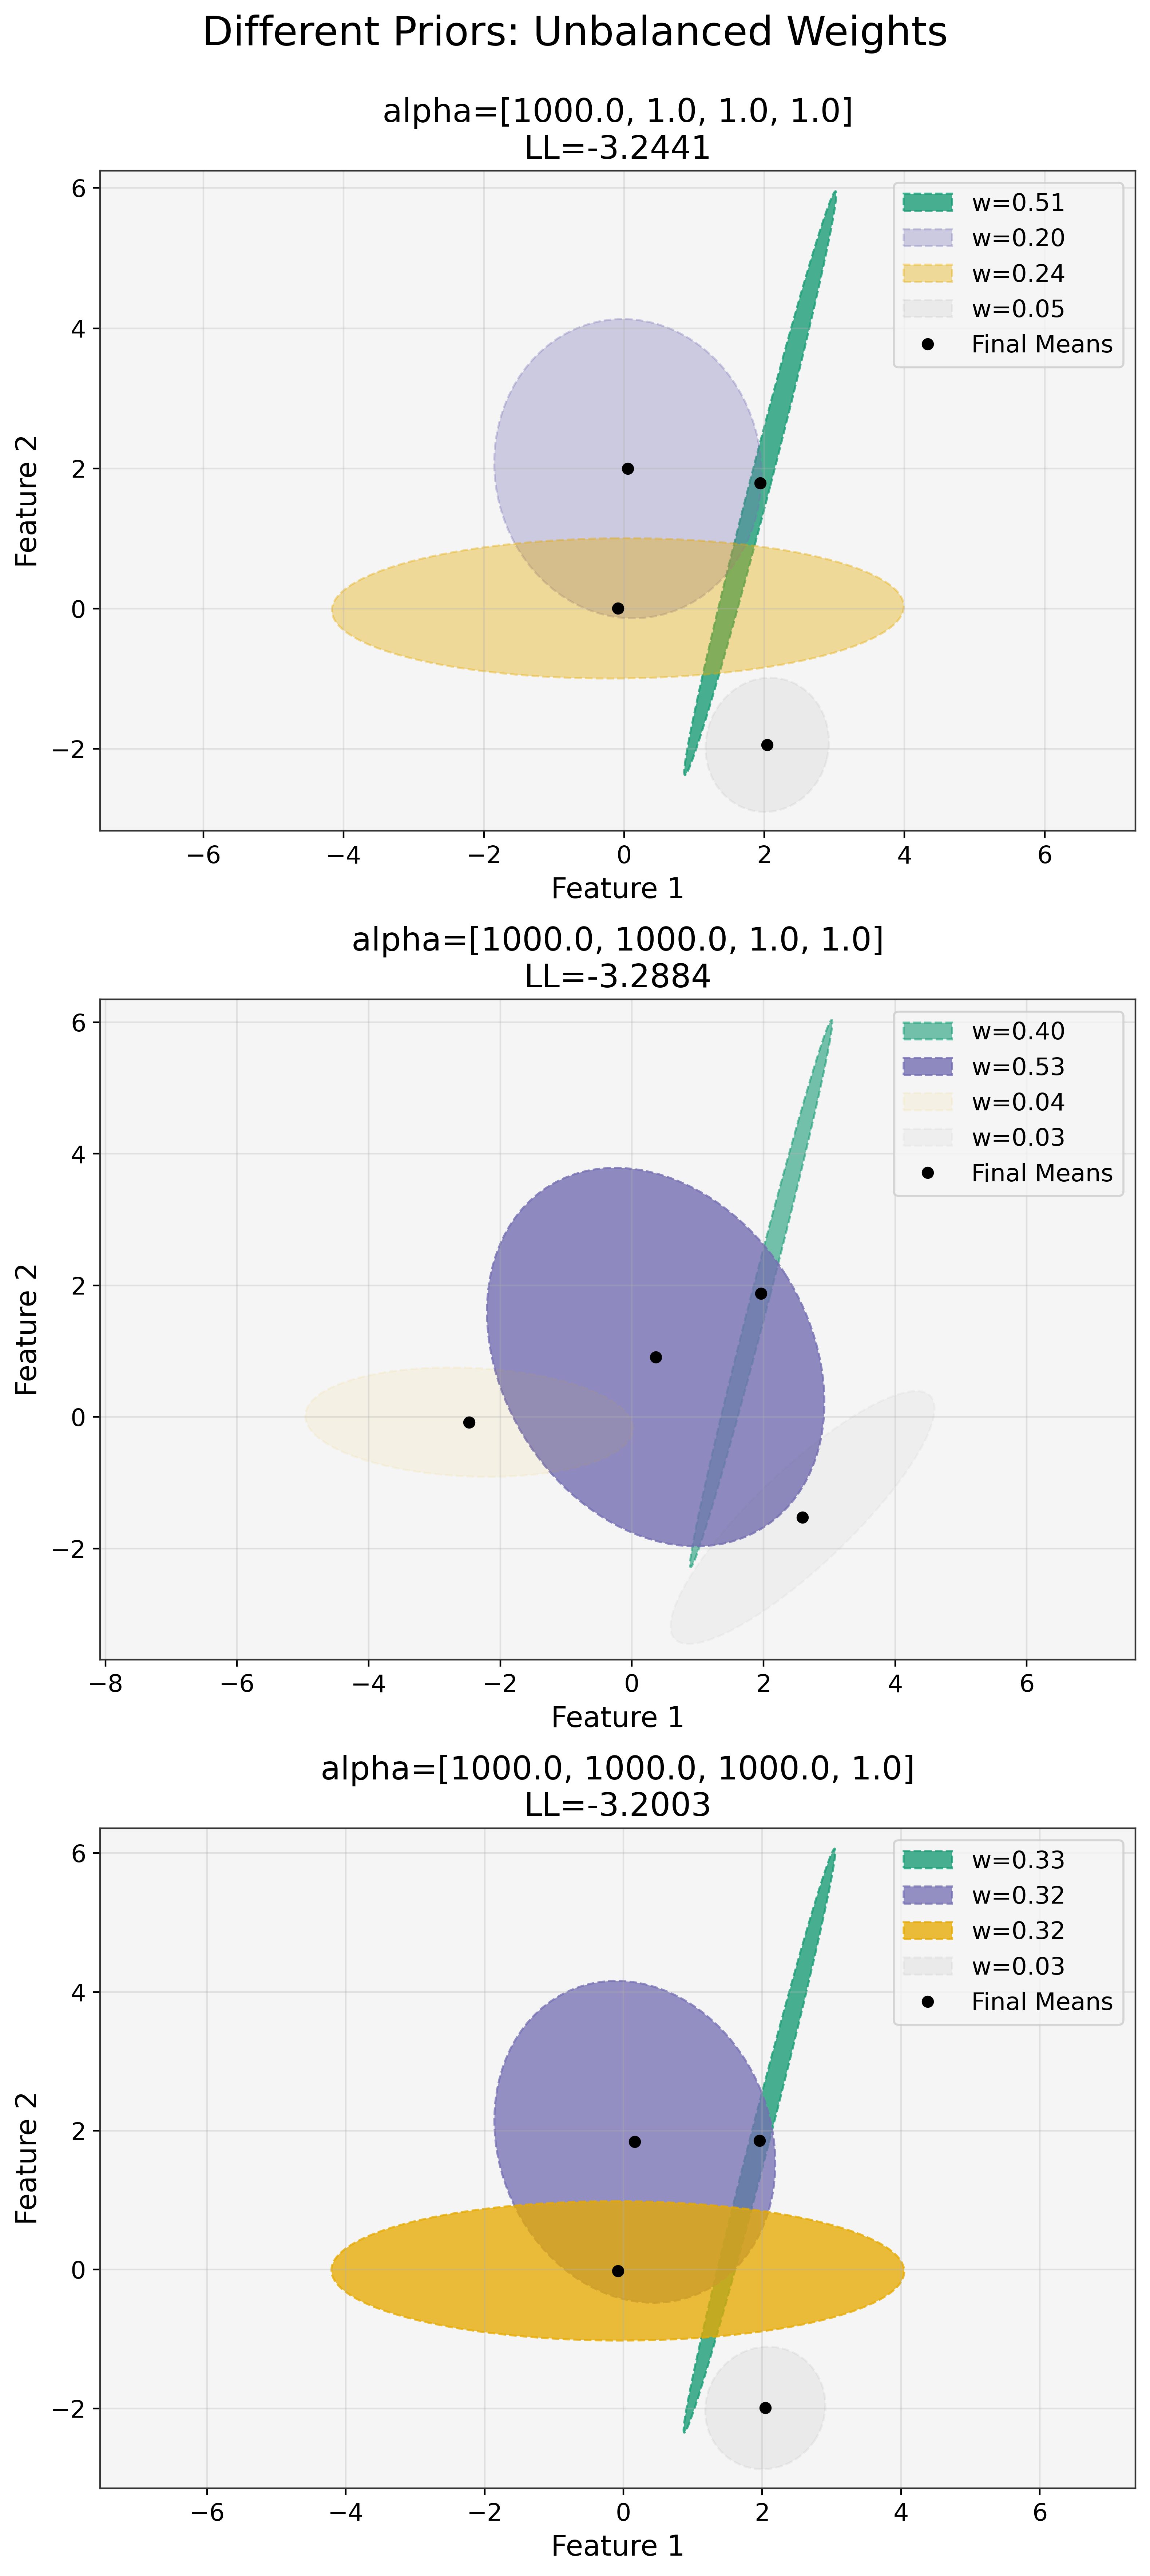 Different Priors: Unbalanced Weights
alpha=[1000.0, 1.0, 1.0, 1.0]
LL=-3.2441
6
4
2
0
−2
Feature 2
w=0.51
w=0.20
w=0.24
w=0.05
Final Means
−6 −4 −2 0 2 4 6
Feature 1
alpha=[1000.0, 1000.0, 1.0, 1.0]
LL=-3.2884
6
4
2
0
−2
Feature 2
w=0.40
w=0.53
w=0.04
w=0.03
Final Means
−8 −6 −4 −2 0 2 4 6
Feature 1
alpha=[1000.0, 1000.0, 1000.0, 1.0]
LL=-3.2003
6
4
2
0
−2
Feature 2
w=0.33
w=0.32
w=0.32
w=0.03
Final Means
−6 −4 −2 0 2 4 6
Feature 1